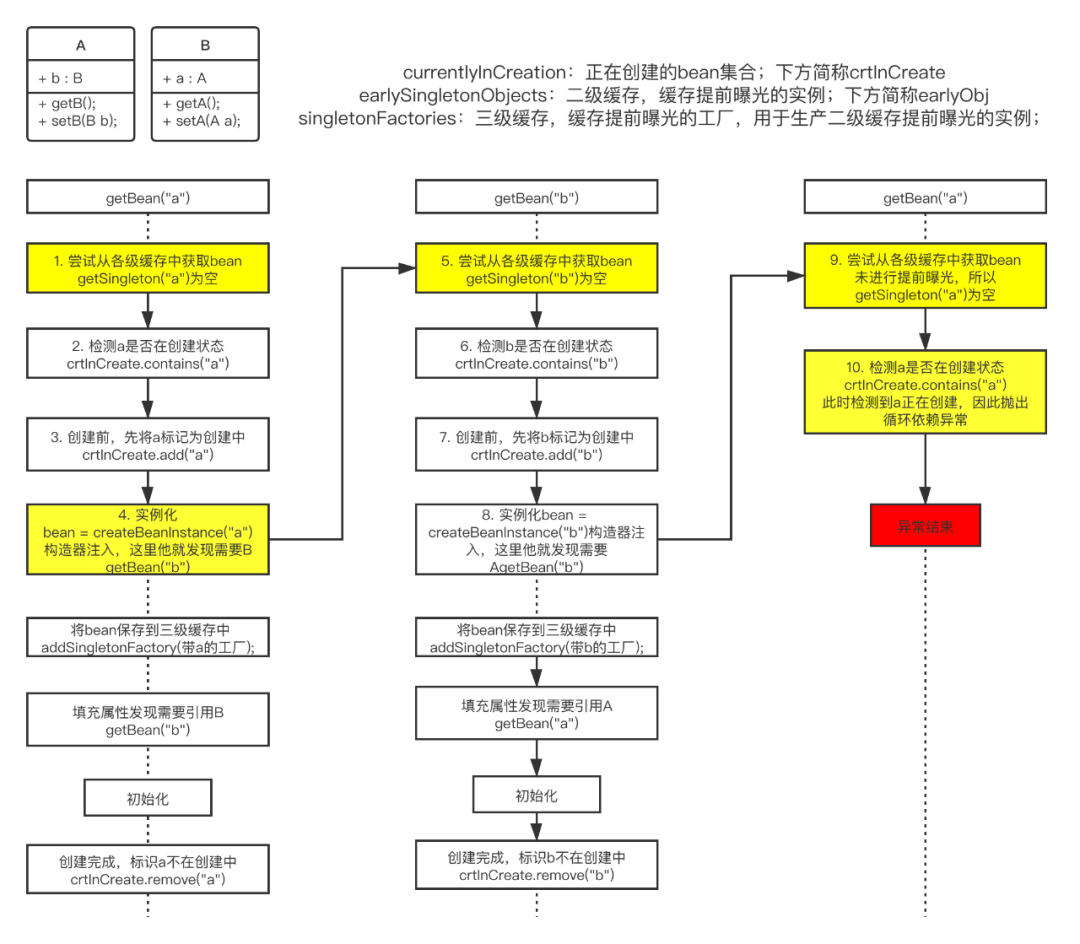 A
+ b : B
+ getB();
+ setB(B b);
B
+ a : A
+ getA();
+ setA(A a);
currentlyInCreation：正在创建的bean集合；下方简称crtInCreate
earlySingletonObjects：二级缓存，缓存提前曝光的实例；下方简称earlyObj
singletonFactories：三级缓存，缓存提前曝光的工厂，用于生产二级缓存提前曝光的实例；
getBean("a")
1. 尝试从各级缓存中获取bean
getSingleton("a")为空
2. 检测a是否在创建状态
crtInCreate.contains("a")
3. 创建前，先将a标记为创建中
crtInCreate.add("a")
4. 实例化
bean = createBeanInstance("a")
构造器注入，这里他就发现需要B
getBean("b")
将bean保存到三级缓存中
addSingletonFactory(带a的工厂);
填充属性发现需要引用B
getBean("b")
初始化
创建完成，标识a不在创建中
crtInCreate.remove("a")
getBean("b")
5. 尝试从各级缓存中获取bean
getSingleton("b")为空
6. 检测b是否在创建状态
crtInCreate.contains("b")
7. 创建前，先将b标记为创建中
crtInCreate.add("b")
8. 实例化bean =
createBeanInstance("b")构造器注
入，这里他就发现需要
AgetBean("b")
将bean保存到三级缓存中
addSingletonFactory(带b的工厂);
填充属性发现需要引用A
getBean("a")
初始化
创建完成，标识b不在创建中
crtInCreate.remove("b")
getBean("a")
9. 尝试从各级缓存中获取bean
未进行提前曝光，所以
getSingleton("a")为空
10. 检测a是否在创建状态
crtInCreate.contains("a")
此时检测到a正在创建，因此抛出
循环依赖异常
异常结束